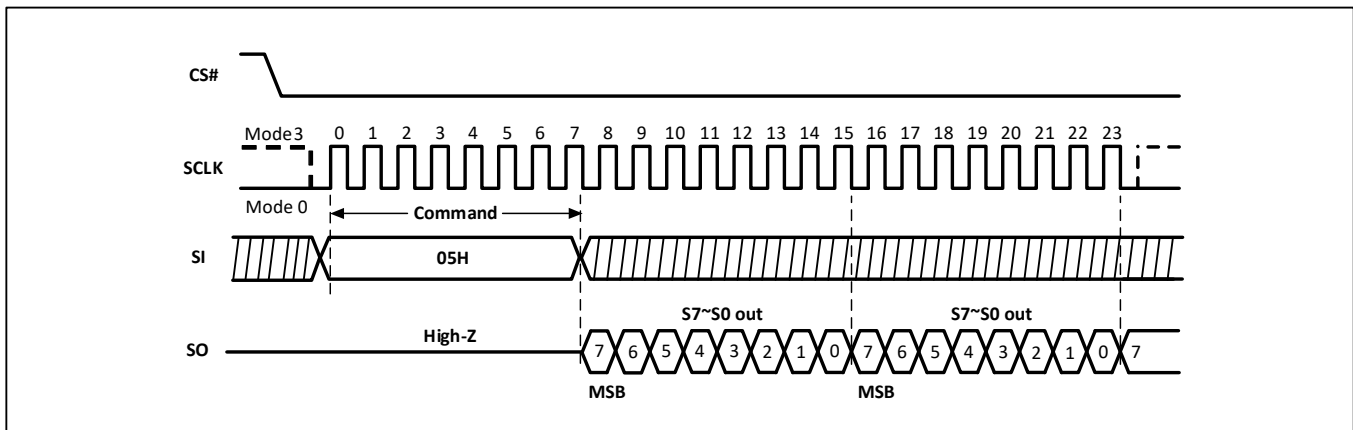 CS#
Mode3
0 1 2 3 4 5 6 7 8 9 10 11 12 13 14 15 16 17 18 19 20 21 22 23
SCLK
Mode 0
Command
SI
05H
S7~S0 out
S7~S0 out
High-Z
SO
7 6 5 4 3 2 1 0 7 6 5 4 3 2 1 0 7
MSB
MSB